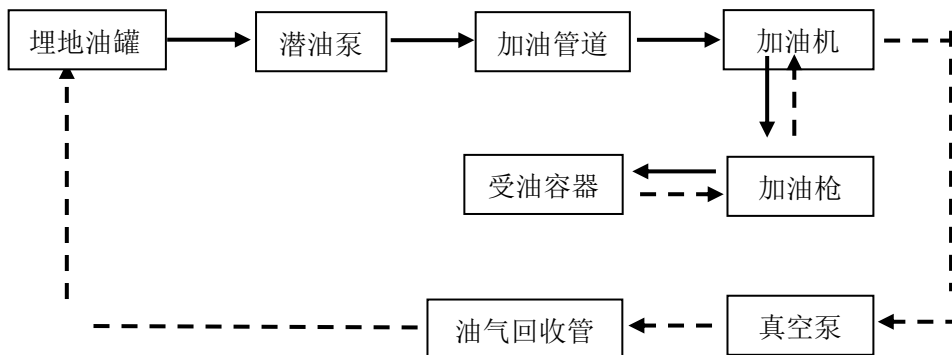 埋地油罐
潜油泵
加油管道
加油机
受油容器
加油枪
油气回收管
真空泵